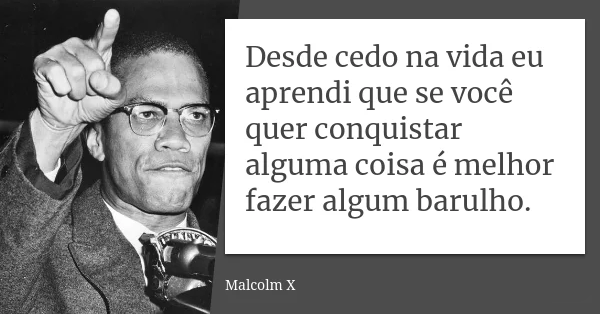 Desde cedo na vida eu
aprendi que se você
quer conquistar
alguma coisa é melhor
fazer algum barulho.
Malcolm X